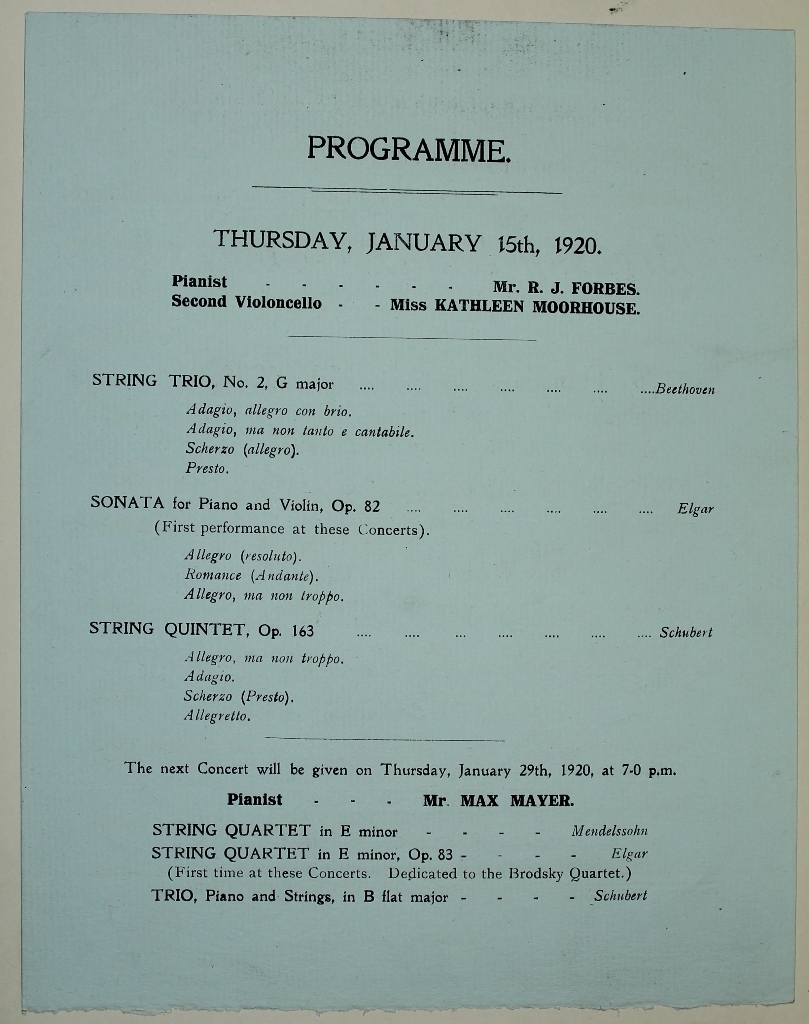 PROGRAMME.
THURSDAY, JANUARY 15th, 1920.
Pianist - - - - - - Mr. R. J. FORBES.
Second Violoncello - - Miss KATHLEEN MOORHOUSE.
STRING TRIO, No. 2, G major .... .... .... .... .... .... ....Beethoven
Adagio, allegro con brio.
Adagio, ma non tanto e cantabile.
Scherzo (allegro).
Presto.
SONATA for Piano and Violin, Op. 82 .... .... .... .... .... .... Elgar
(First performance at these Concerts).
Allegro (resoluto).
Romance (Andante).
Allegro, ma non troppo.
STRING QUINTET, Op. 163 .... .... ... .... .... .... .... Schubert
Allegro, ma non troppo.
Adagio.
Scherzo (Presto).
Allegretto.
The next Concert will be given on Thursday, January 29th, 1920, at 7-0 p.m.
Pianist - - - Mr. MAX MAYER.
STRING QUARTET in E minor - - - - Mendelssohn
STRING QUARTET in E minor, Op. 83 - - - - Elgar
(First time at these Concerts. Dedicated to the Brodsky Quartet.)
TRIO, Piano and Strings, in B flat major - - - - Schubert